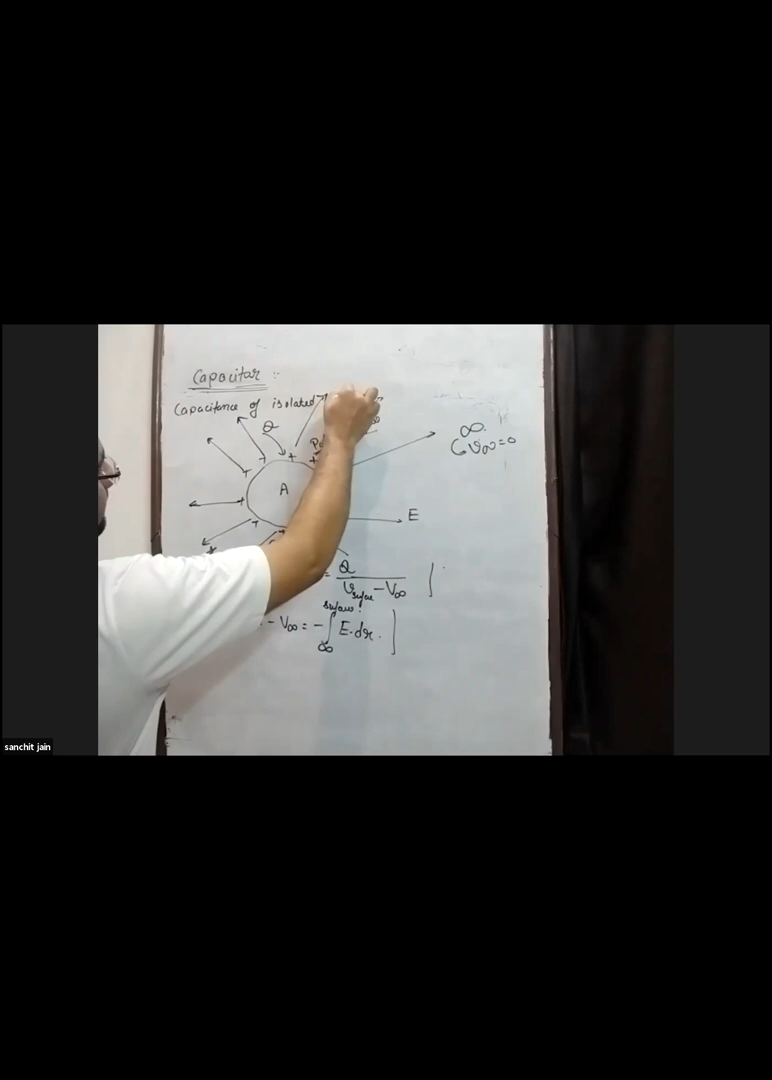 Capacitor :-
Capacitance of isolated
Q
∞
V∞=0
A
E
= Q / (Vsurface - V∞)
- V∞ = - ∫ E.dr.
surface
∞
sanchit jain